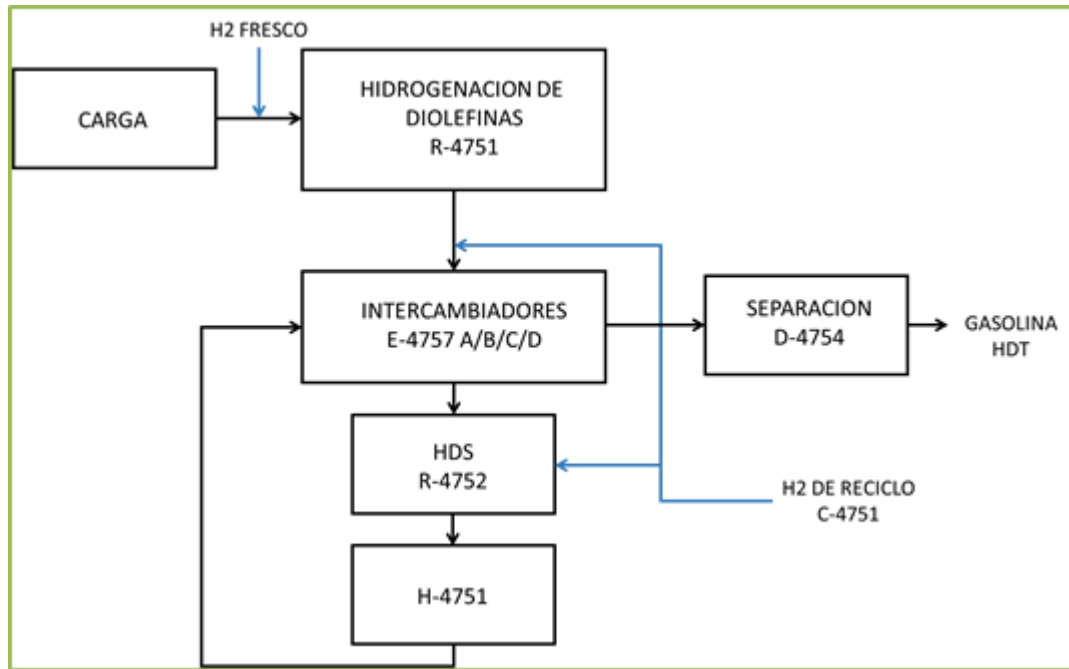 H2 FRESCO
CARGA
HIDROGENACION DE
DIOLEFINAS
R-4751
INTERCAMBIADORES
E-4757 A/B/C/D
SEPARACION
D-4754
GASOLINA
HDT
HDS
R-4752
H2 DE RECICLO
C-4751
H-4751